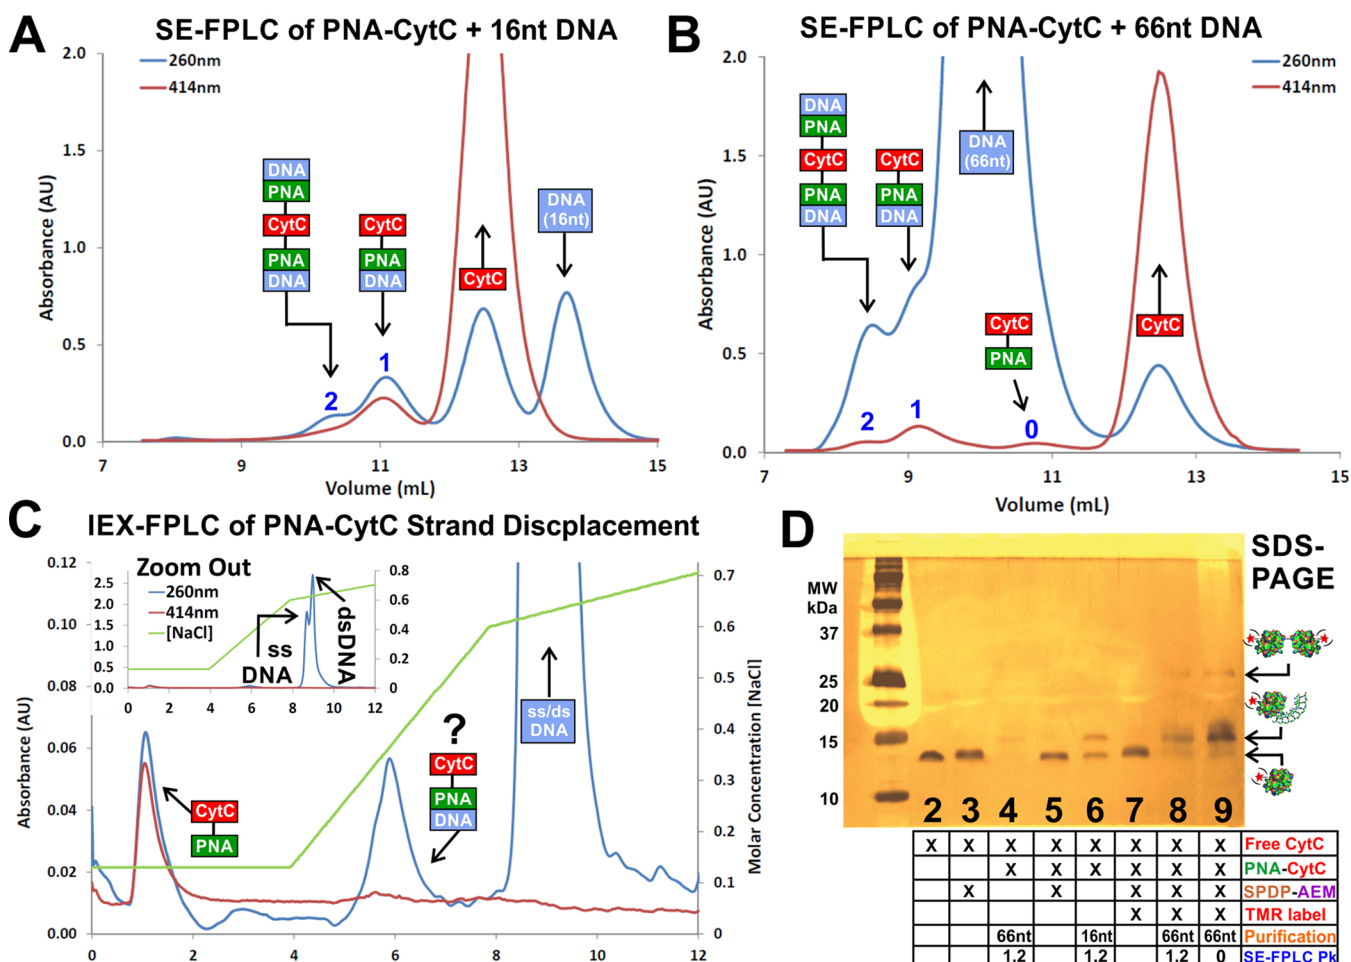 A
SE-FPLC of PNA-CytC + 16nt DNA
260nm
414nm
2.0
1.5
1.0
0.5
0.0
Absorbance (AU)
DNA
PNA
CytC
PNA
DNA
CytC
PNA
DNA
CytC
DNA
(16nt)
2
1
7
9
11
13
15
Volume (mL)
B
SE-FPLC of PNA-CytC + 66nt DNA
260nm
414nm
2.0
1.5
1.0
0.5
0.0
Absorbance (AU)
DNA
PNA
CytC
PNA
DNA
CytC
PNA
DNA
DNA
(66nt)
CytC
PNA
CytC
2
1
0
7
9
11
13
15
Volume (mL)
C
IEX-FPLC of PNA-CytC Strand Discplacement
0.12
0.10
0.08
0.06
0.04
0.02
0.00
Absorbance (AU)
Zoom Out
260nm
414nm
[NaCl]
2.5
2.0
1.5
1.0
0.5
0.0
0.8
0.6
0.4
0.2
0
ss
DNA
dsDNA
0
2
4
6
8
10
12
CytC
PNA
?
CytC
PNA
DNA
ss/ds
DNA
0.7
0.6
0.5
0.4
0.3
0.2
0.1
0
Molar Concentration [NaCl]
0
2
4
6
8
10
12
D
SDS-
PAGE
MW
kDa
37
25
20
15
10
2 3 4 5 6 7 8 9
X X X X X X X Free CytC
X X X X X X PNA-CytC
X X X X X SPDP-AEM
X X X TMR label
66nt 16nt 66nt 66nt Purification
1,2 1,2 1,2 0 SE-FPLC Pk